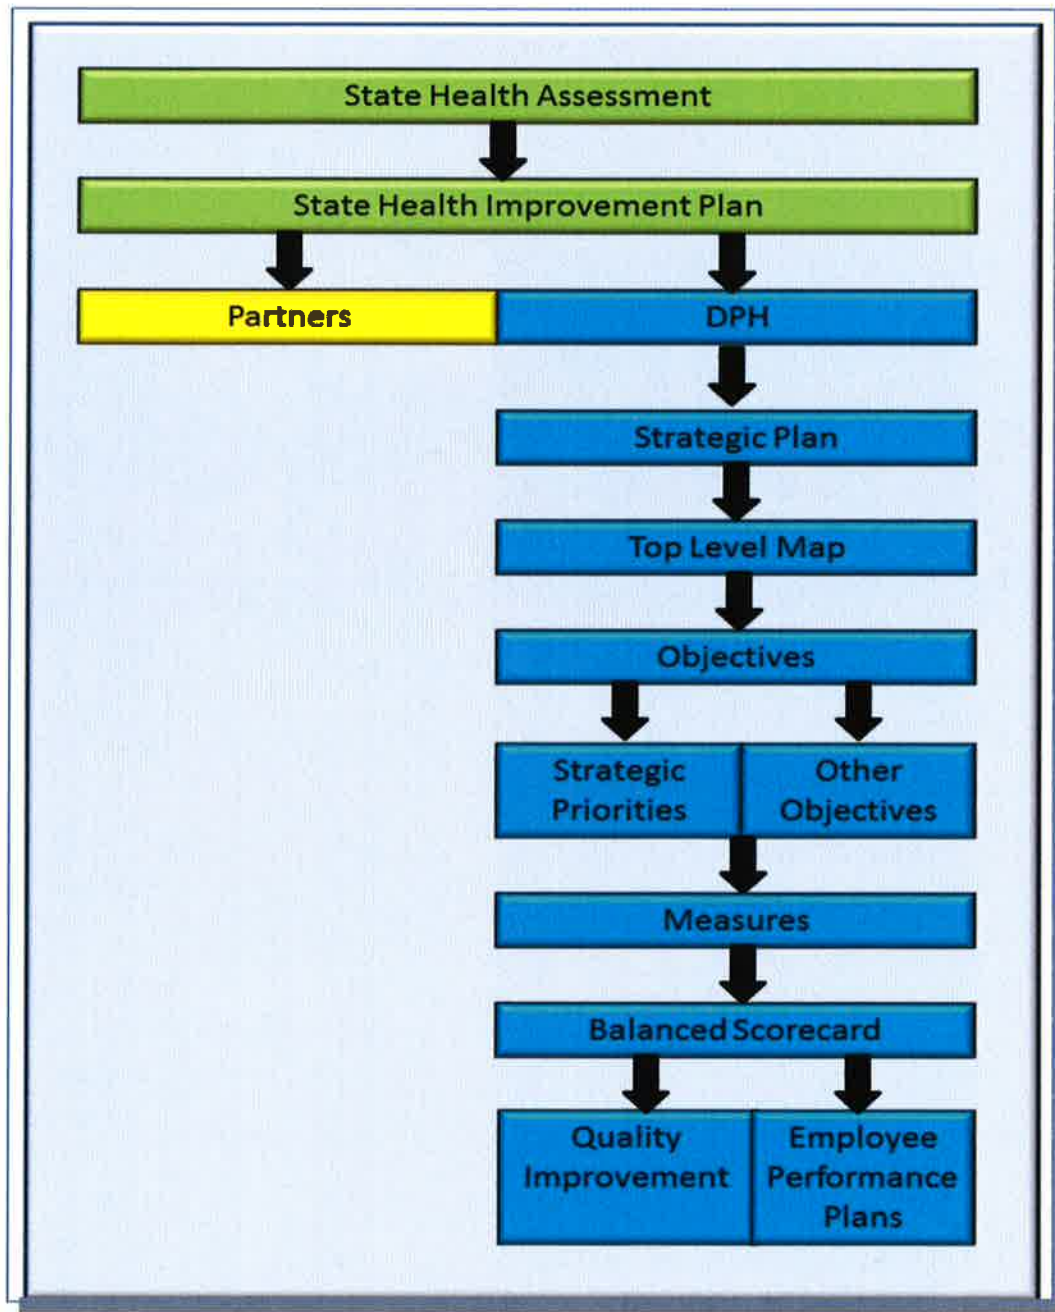 State Health Assessment
State Health Improvement Plan
Partners
DPH
Strategic Plan
Top Level Map
Objectives
Strategic
Priorities
Other
Objectives
Measures
Balanced Scorecard
Quality
Improvement
Employee
Performance
Plans